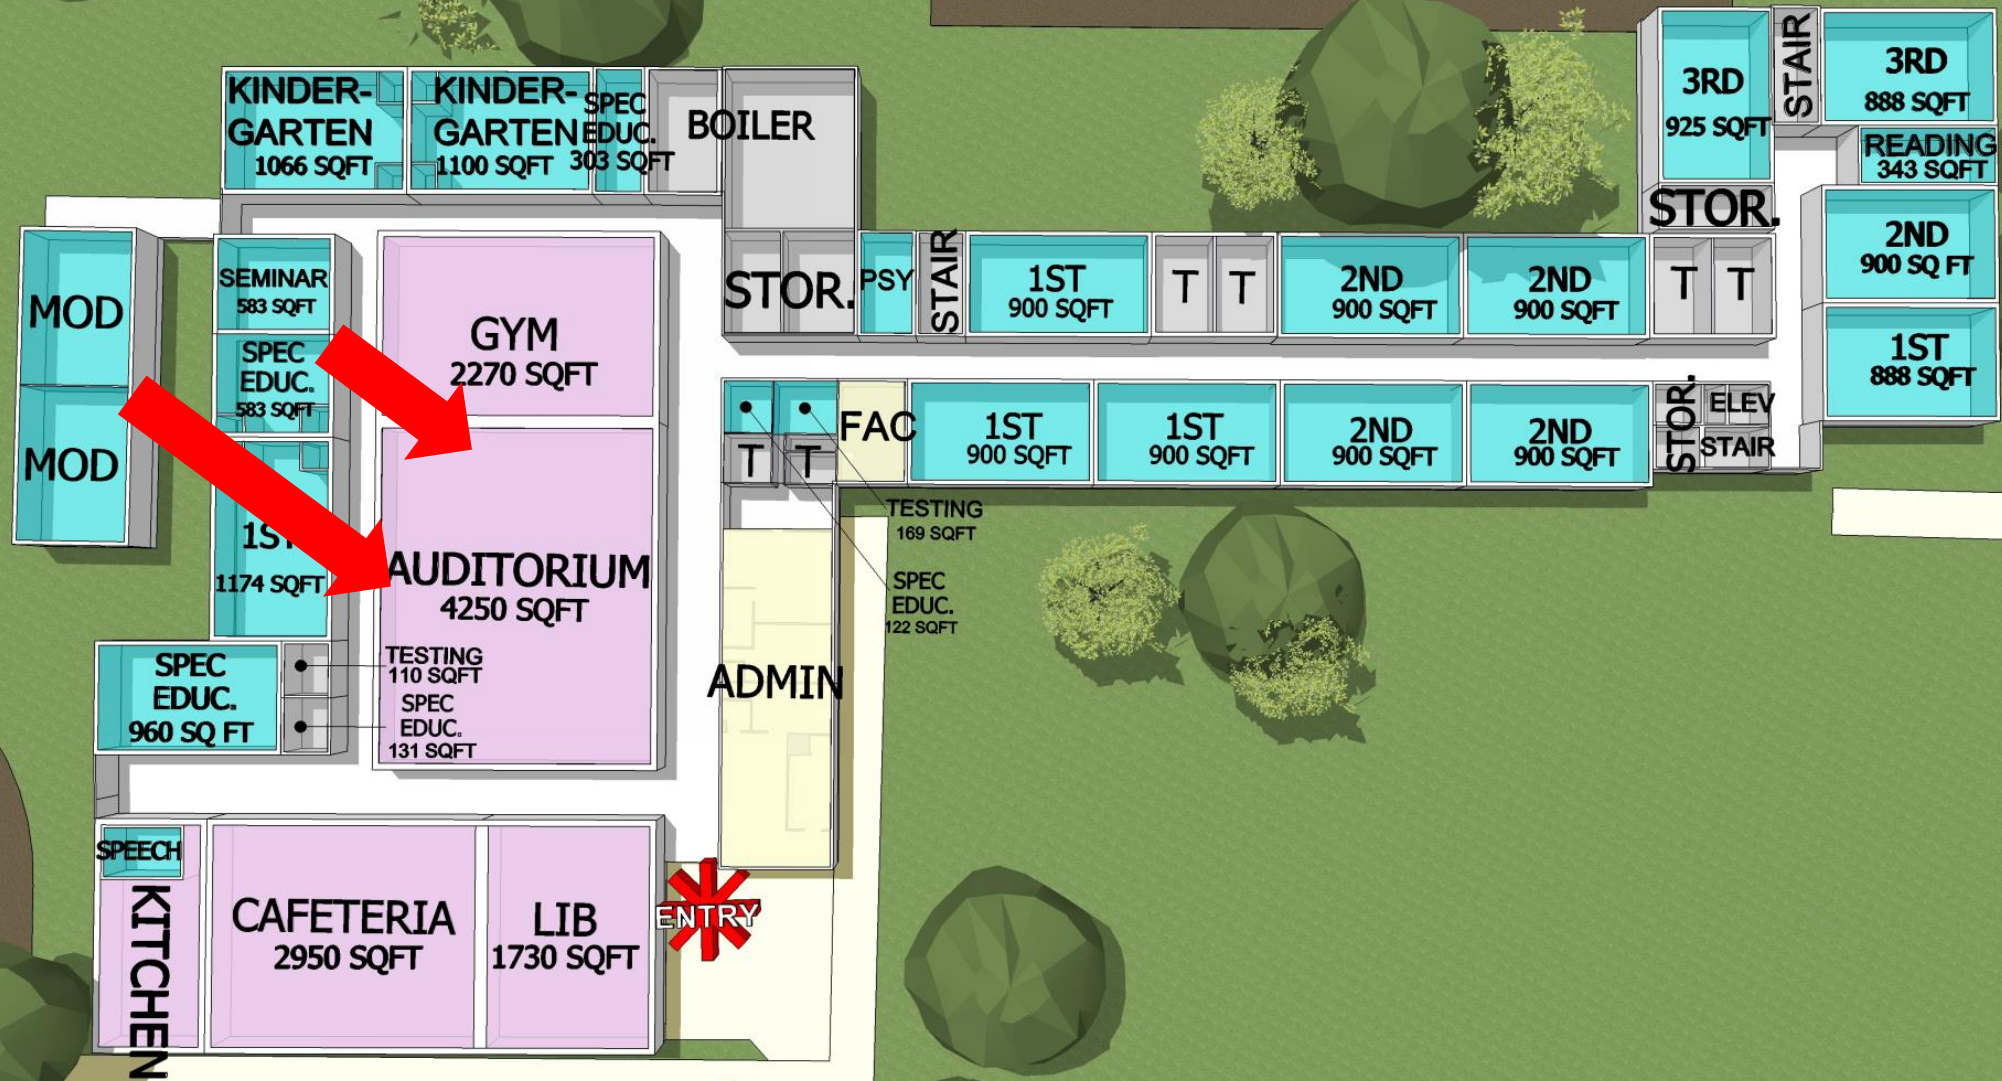 KINDER-
GARTEN
1066 SQFT
KINDER-
GARTEN
1100 SQFT
SPEC
EDUC.
303 SQFT
BOILER
3RD
925 SQFT
STAIR
3RD
888 SQFT
READING
343 SQFT
STOR.
2ND
900 SQ FT
MOD
MOD
SEMINAR
583 SQFT
SPEC
EDUC.
583 SQFT
GYM
2270 SQFT
STOR.
PSY
STAIR
1ST
900 SQFT
T
T
2ND
900 SQFT
2ND
900 SQFT
T
T
1ST
888 SQFT
T
T
FAC
1ST
900 SQFT
1ST
900 SQFT
2ND
900 SQFT
2ND
900 SQFT
STOR.
ELEV
STAIR
TESTING
169 SQFT
SPEC
EDUC.
122 SQFT
1ST
1174 SQFT
AUDITORIUM
4250 SQFT
SPEC
EDUC.
960 SQ FT
TESTING
110 SQFT
SPEC
EDUC.
131 SQFT
ADMIN
SPEECH
KITCHEN
CAFETERIA
2950 SQFT
LIB
1730 SQFT
ENTRY